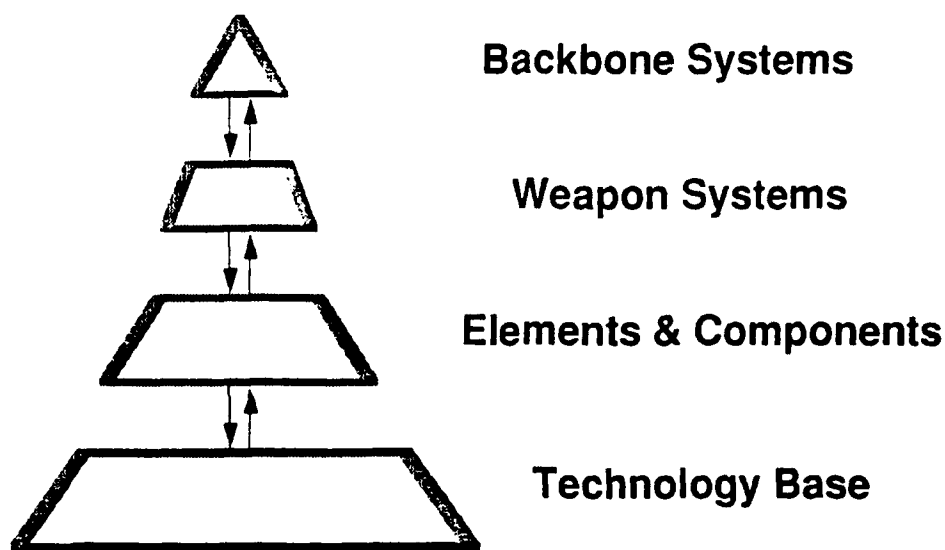 Backbone Systems
Weapon Systems
Elements & Components
Technology Base